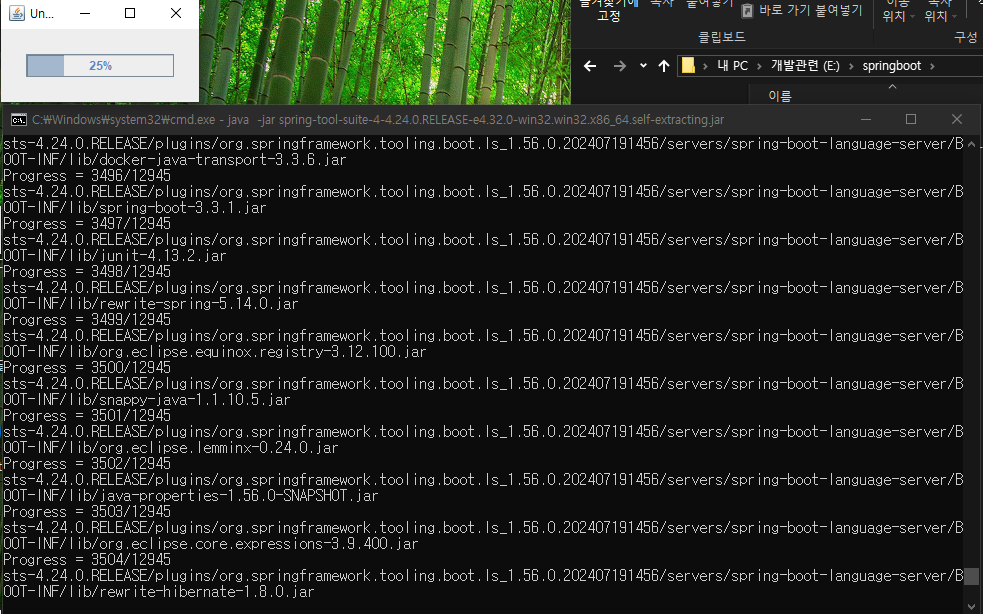 Un...
25%
즐겨찾기에
고정
복사
붙여넣기
바로 가기 붙여넣기
이동
위치
복사
위치
클립보드
구성
내 PC
개발관련 (E:)
springboot
이름
C:₩Windows₩system32₩cmd.exe - java -jar spring-tool-suite-4-4.24.0.RELEASE-e4.32.0-win32.win32.x86_64.self-extracting.jar
sts-4.24.0.RELEASE/plugins/org.springframework.tooling.boot.ls_1.56.0.202407191456/servers/spring-boot-language-server/B
OOT-INF/lib/docker-java-transport-3.3.6.jar
Progress = 3496/12945
sts-4.24.0.RELEASE/plugins/org.springframework.tooling.boot.ls_1.56.0.202407191456/servers/spring-boot-language-server/B
OOT-INF/lib/spring-boot-3.3.1.jar
Progress = 3497/12945
sts-4.24.0.RELEASE/plugins/org.springframework.tooling.boot.ls_1.56.0.202407191456/servers/spring-boot-language-server/B
OOT-INF/lib/junit-4.13.2.jar
Progress = 3498/12945
sts-4.24.0.RELEASE/plugins/org.springframework.tooling.boot.ls_1.56.0.202407191456/servers/spring-boot-language-server/B
OOT-INF/lib/rewrite-spring-5.14.0.jar
Progress = 3499/12945
sts-4.24.0.RELEASE/plugins/org.springframework.tooling.boot.ls_1.56.0.202407191456/servers/spring-boot-language-server/B
OOT-INF/lib/org.eclipse.equinox.registry-3.12.100.jar
Progress = 3500/12945
sts-4.24.0.RELEASE/plugins/org.springframework.tooling.boot.ls_1.56.0.202407191456/servers/spring-boot-language-server/B
OOT-INF/lib/snappy-java-1.1.10.5.jar
Progress = 3501/12945
sts-4.24.0.RELEASE/plugins/org.springframework.tooling.boot.ls_1.56.0.202407191456/servers/spring-boot-language-server/B
OOT-INF/lib/org.eclipse.lemminx-0.24.0.jar
Progress = 3502/12945
sts-4.24.0.RELEASE/plugins/org.springframework.tooling.boot.ls_1.56.0.202407191456/servers/spring-boot-language-server/B
OOT-INF/lib/java-properties-1.56.0-SNAPSHOT.jar
Progress = 3503/12945
sts-4.24.0.RELEASE/plugins/org.springframework.tooling.boot.ls_1.56.0.202407191456/servers/spring-boot-language-server/B
OOT-INF/lib/org.eclipse.core.expressions-3.9.400.jar
Progress = 3504/12945
sts-4.24.0.RELEASE/plugins/org.springframework.tooling.boot.ls_1.56.0.202407191456/servers/spring-boot-language-server/B
OOT-INF/lib/rewrite-hibernate-1.8.0.jar